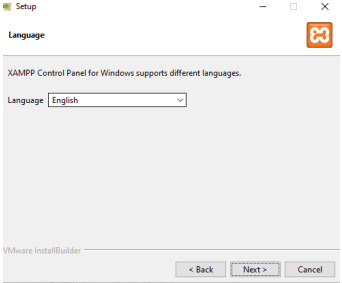 Setup
Language
XAMPP Control Panel for Windows supports different languages.
Language English
VMware InstallBuilder
< Back Next > Cancel